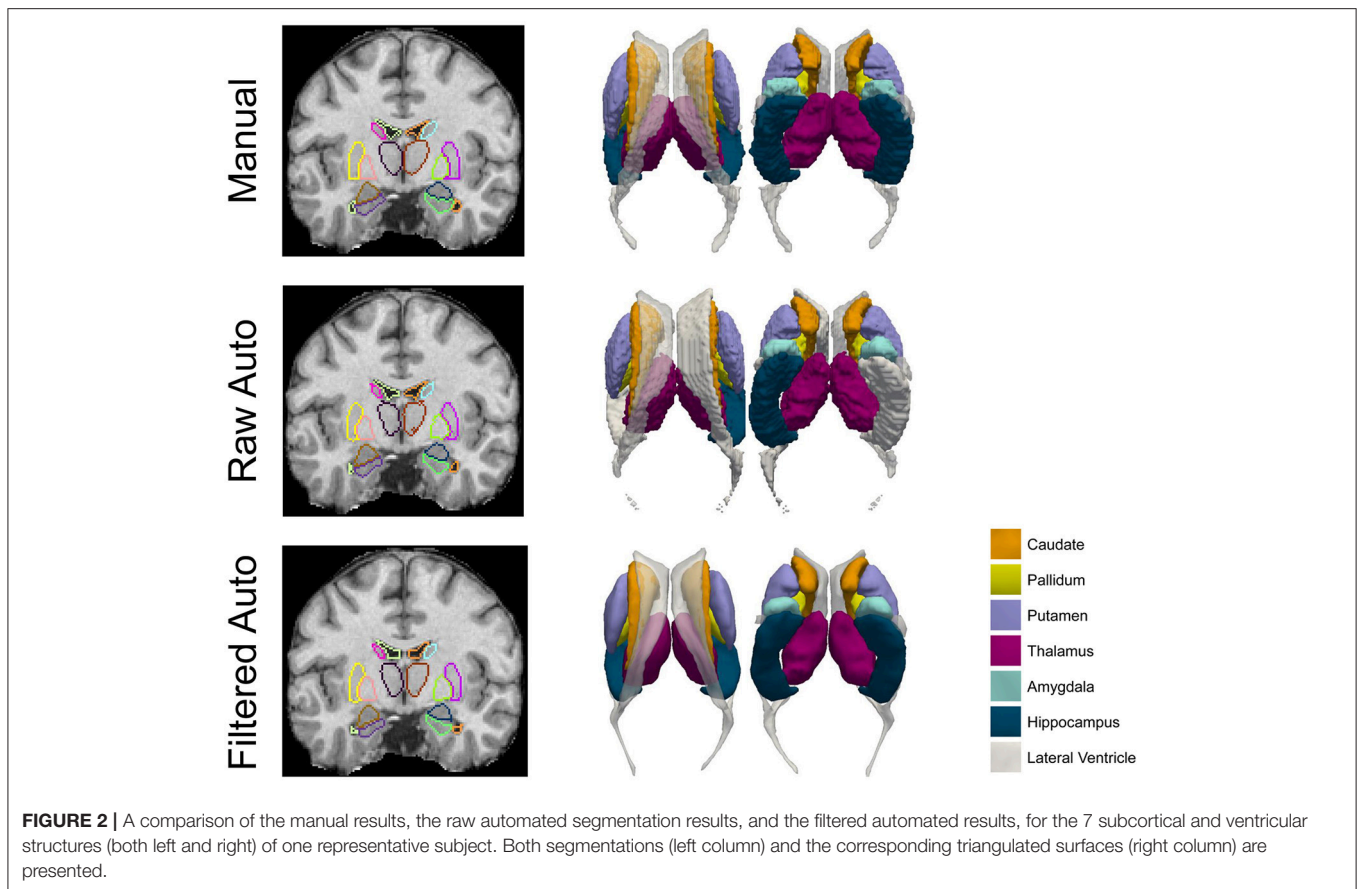 Manual
Raw Auto
Filtered Auto
Caudate
Pallidum
Putamen
Thalamus
Amygdala
Hippocampus
Lateral Ventricle
FIGURE 2 | A comparison of the manual results, the raw automated segmentation results, and the filtered automated results, for the 7 subcortical and ventricular
structures (both left and right) of one representative subject. Both segmentations (left column) and the corresponding triangulated surfaces (right column) are
presented.